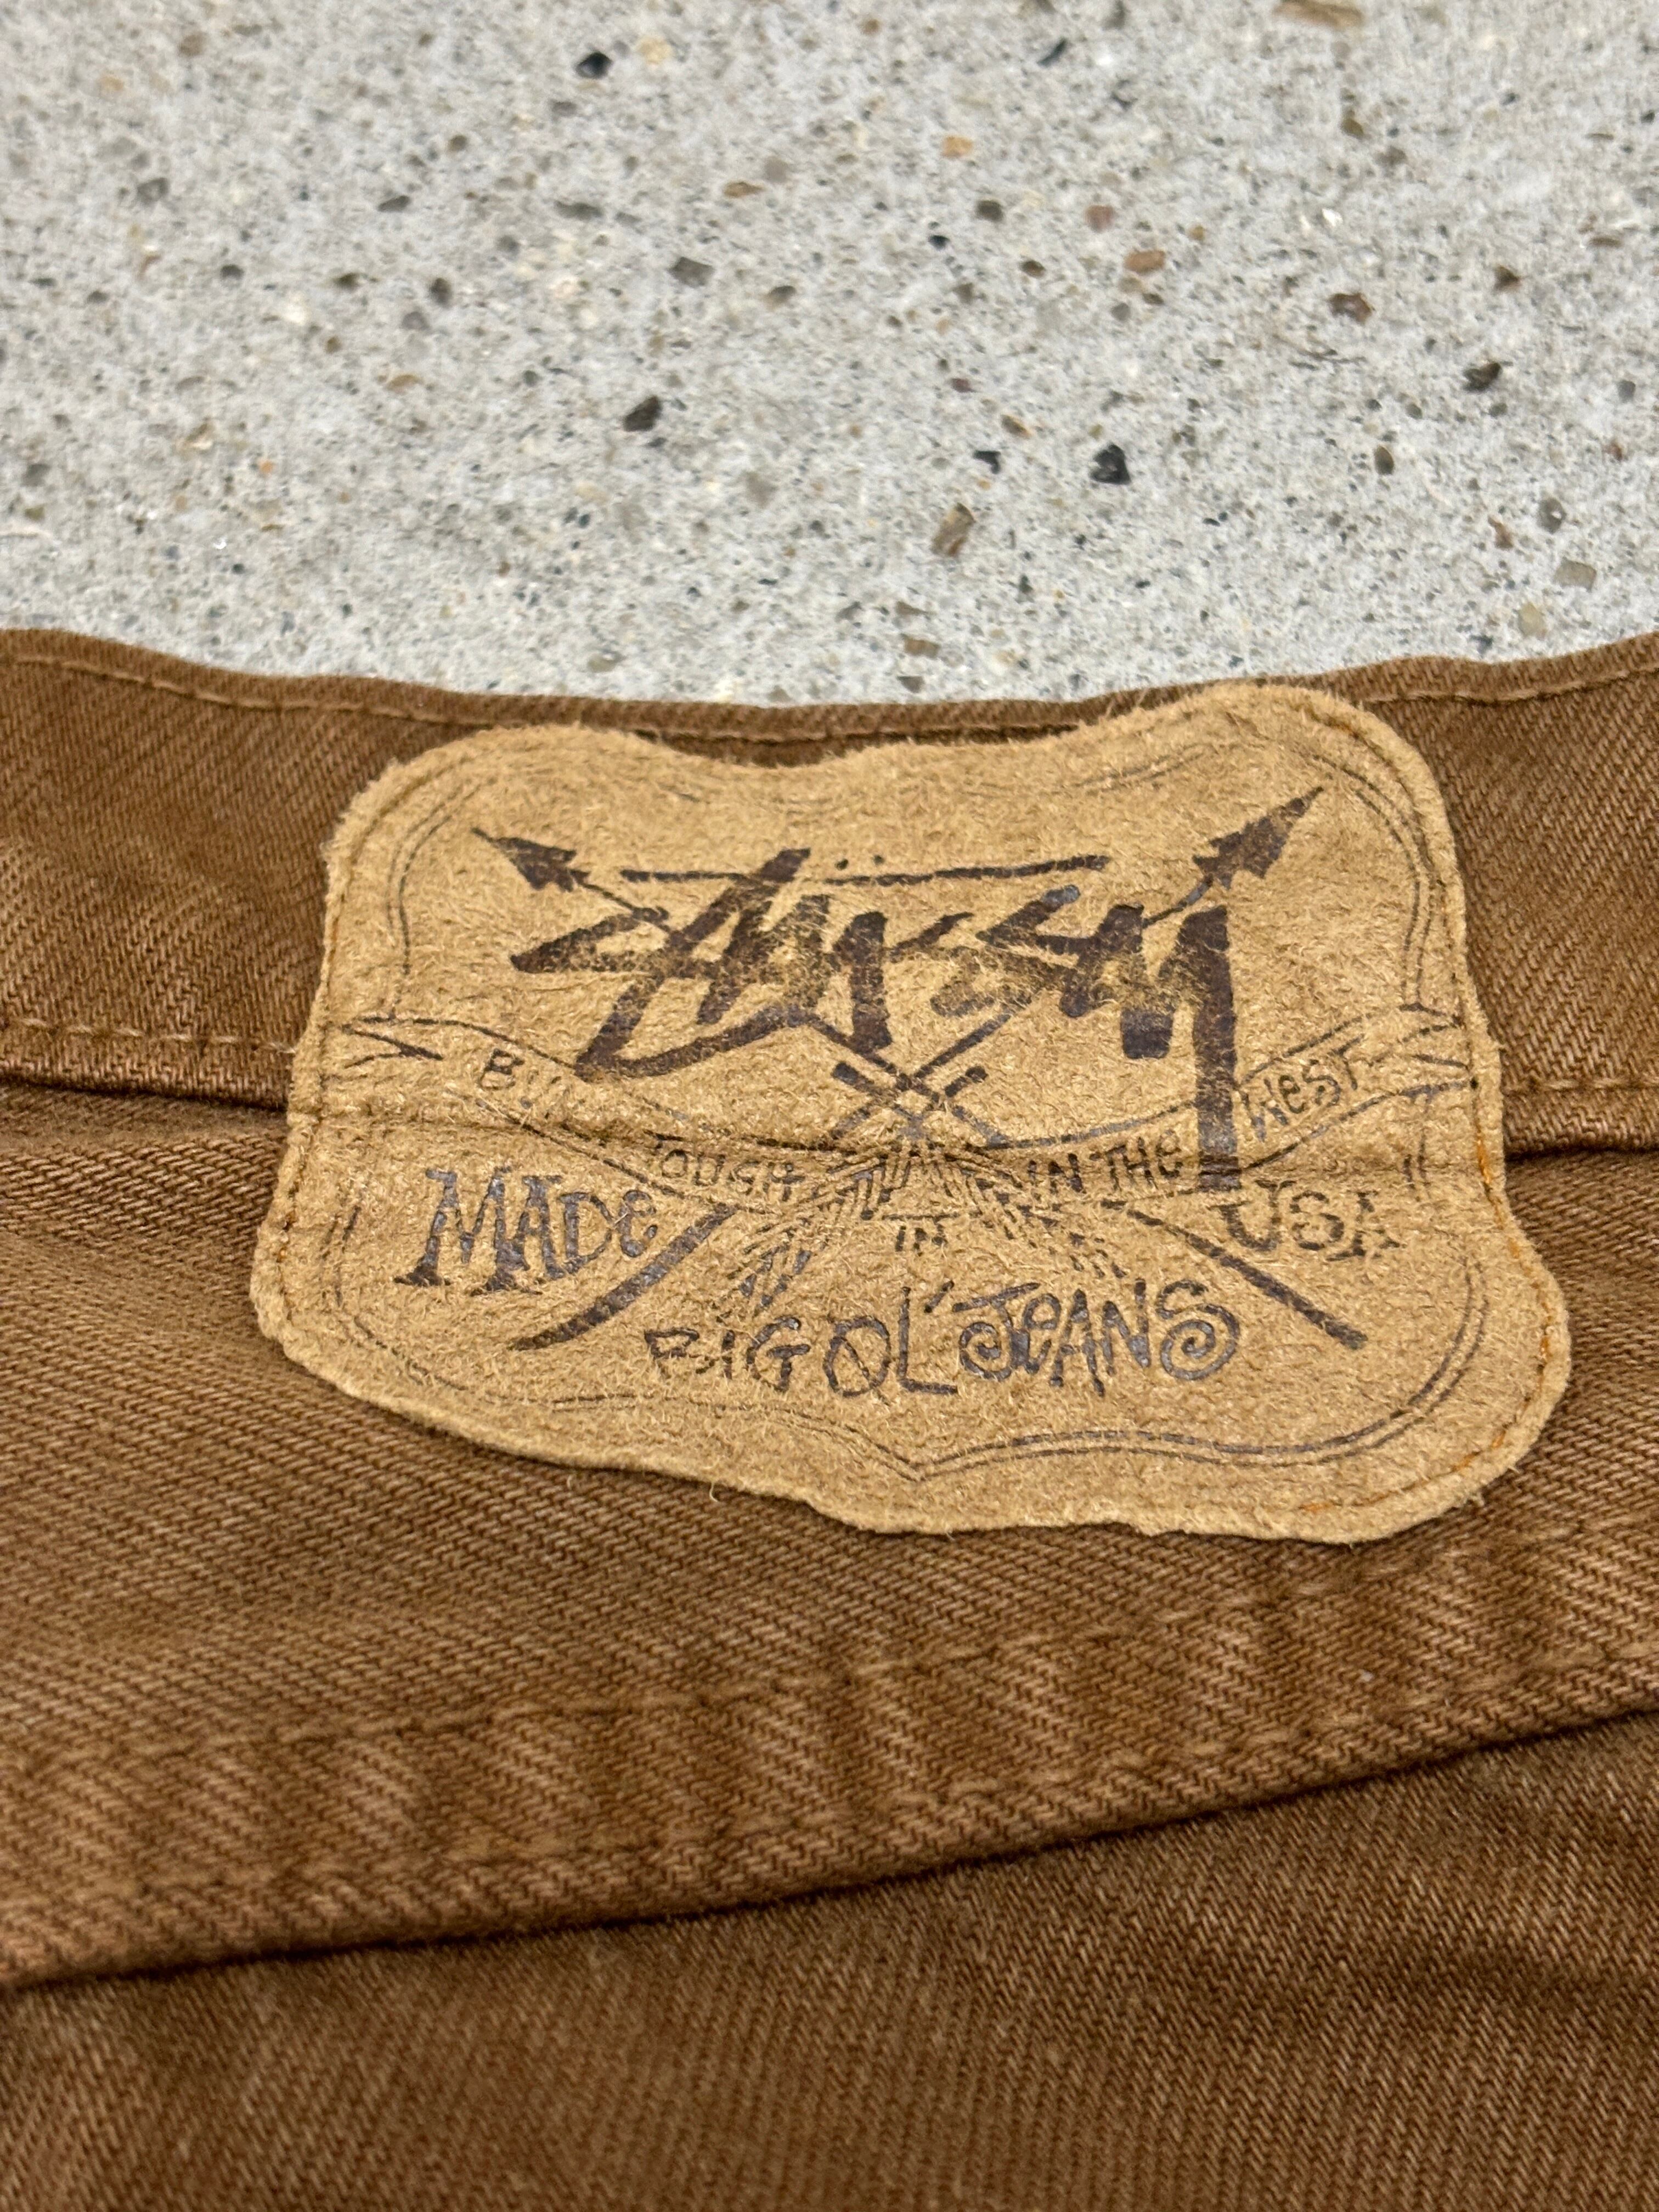 STÜSSY
BUILT TOUGH IN THE WEST
MADE IN USA
BIG OL' JEANS